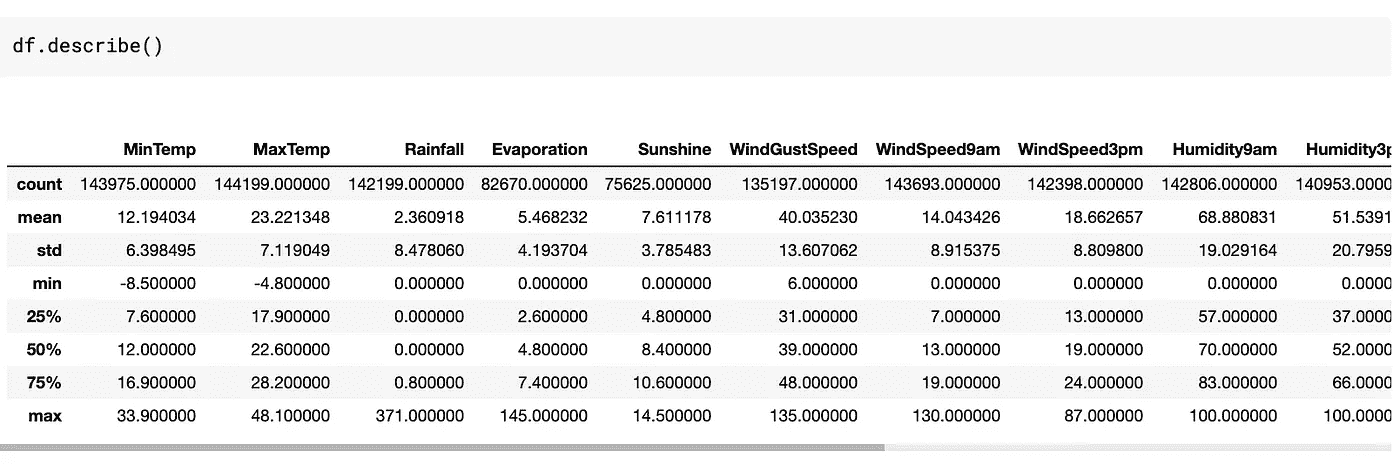 df.describe()
MinTemp MaxTemp Rainfall Evaporation Sunshine WindGustSpeed WindSpeed9am WindSpeed3pm Humidity9am Humidity3p
count 143975.000000 144199.000000 142199.000000 82670.000000 75625.000000 135197.000000 143693.000000 142398.000000 142806.000000 140953.0000
mean 12.194034 23.221348 2.360918 5.468232 7.611178 40.035230 14.043426 18.662657 68.880831 51.5391
std 6.398495 7.119049 8.478060 4.193704 3.785483 13.607062 8.915375 8.809800 19.029164 20.7959
min -8.500000 -4.800000 0.000000 0.000000 0.000000 6.000000 0.000000 0.000000 0.000000 0.0000
25% 7.600000 17.900000 0.000000 2.600000 4.800000 31.000000 7.000000 13.000000 57.000000 37.0000
50% 12.000000 22.600000 0.000000 4.800000 8.400000 39.000000 13.000000 19.000000 70.000000 52.0000
75% 16.900000 28.200000 0.800000 7.400000 10.600000 48.000000 19.000000 24.000000 83.000000 66.0000
max 33.900000 48.100000 371.000000 145.000000 14.500000 135.000000 130.000000 87.000000 100.000000 100.0000